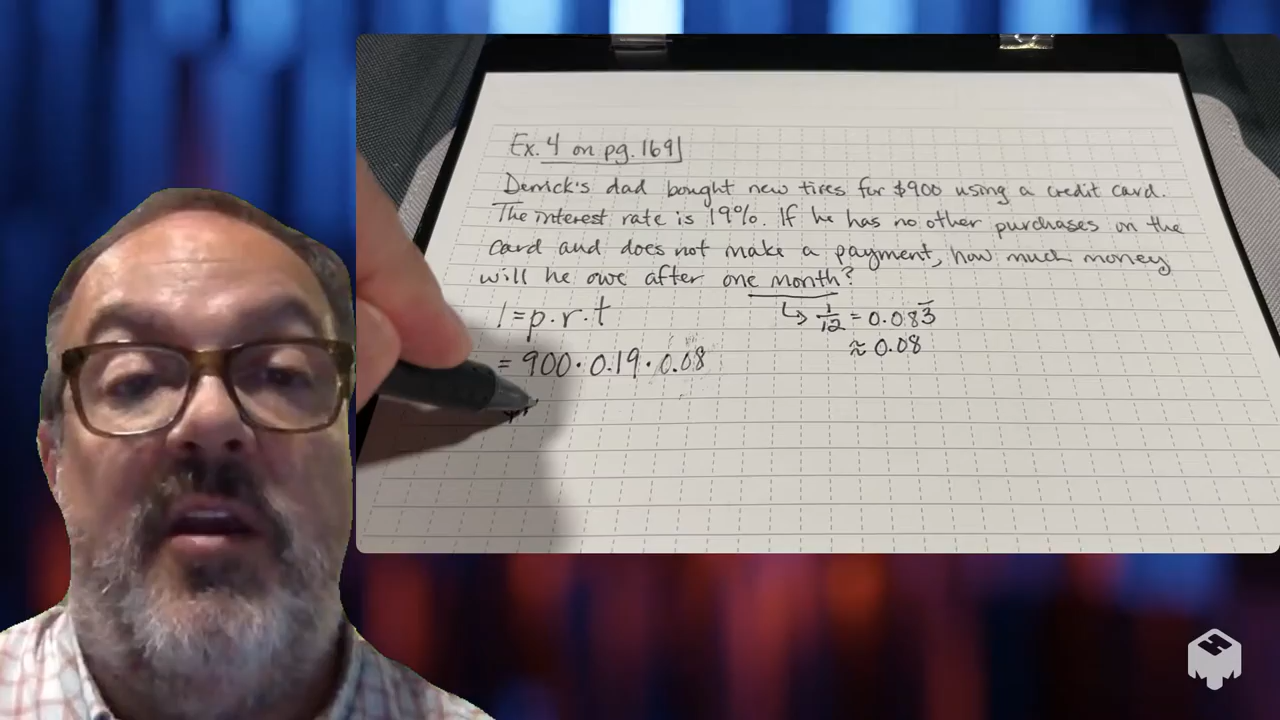 Ex. 4 on pg. 169
Derrick's dad bought new tires for $900 using a credit card.
The interest rate is 19%. If he has no other purchases on the
card and does not make a payment, how much money
will he owe after one month?
I = p.r.t
↳ 1/12 = 0.083̅
≈ 0.08
= 900 · 0.19 · 0.08